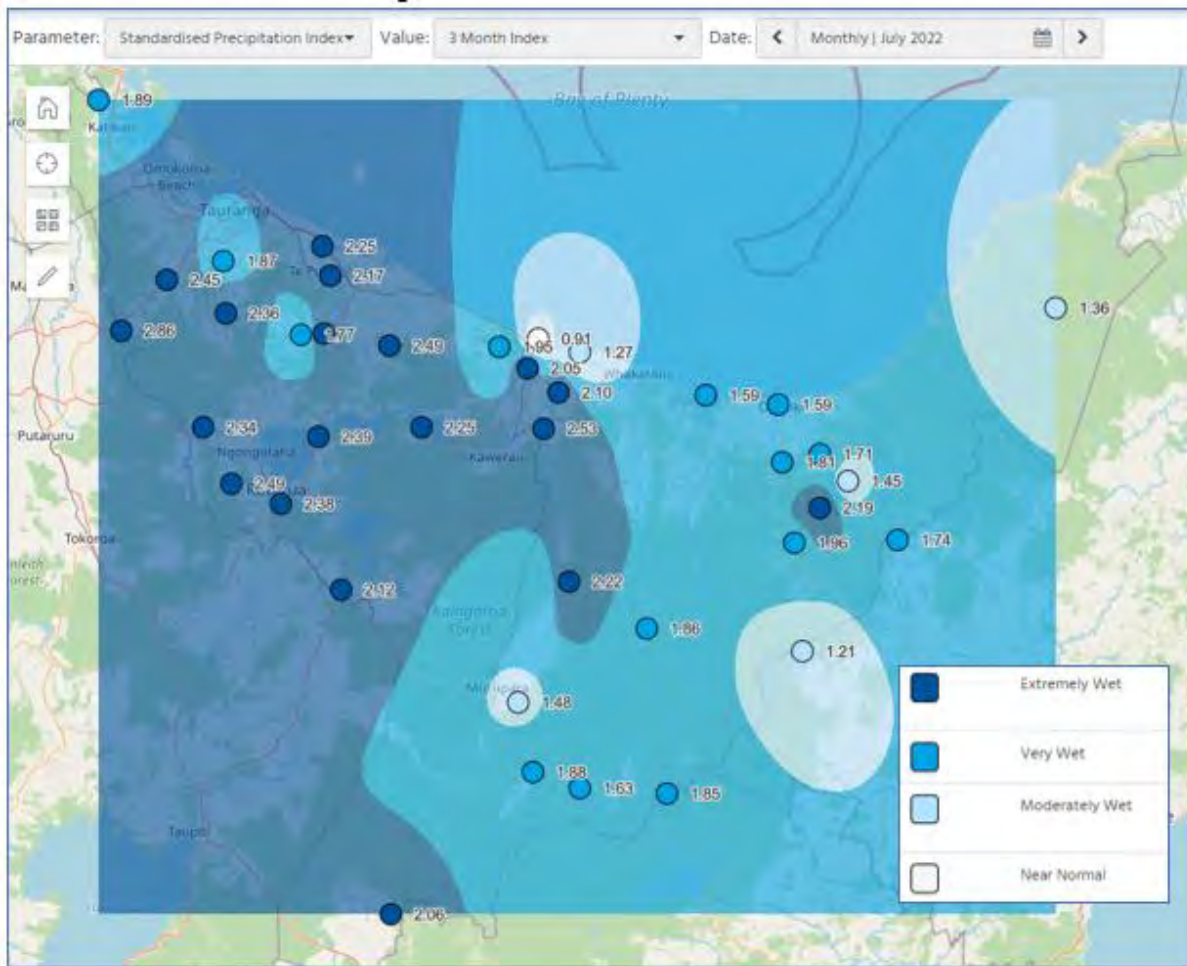 Parameter: Standardised Precipitation Index Value: 3 Month Index Date: Monthly | July 2022
Bay of Plenty
1.89
Omokoroa
Beach
Tauranga
2.25
1.87
2.17
2.45
2.36
1.36
2.86
1.77
2.49
1.95
0.91
1.27
2.05
Whakatane
2.10
1.59
1.59
2.34
2.39
2.25
2.53
Putaruru
Ngongotaha
Kawerau
1.81
1.71
1.45
2.49
2.38
2.19
Tokoroa
1.96
1.74
2.12
2.22
Kaingaroa
Forest
1.86
1.21
Murupara
1.48
Extremely Wet
Very Wet
1.88
1.63
1.85
Moderately Wet
Taupo
Near Normal
2.06